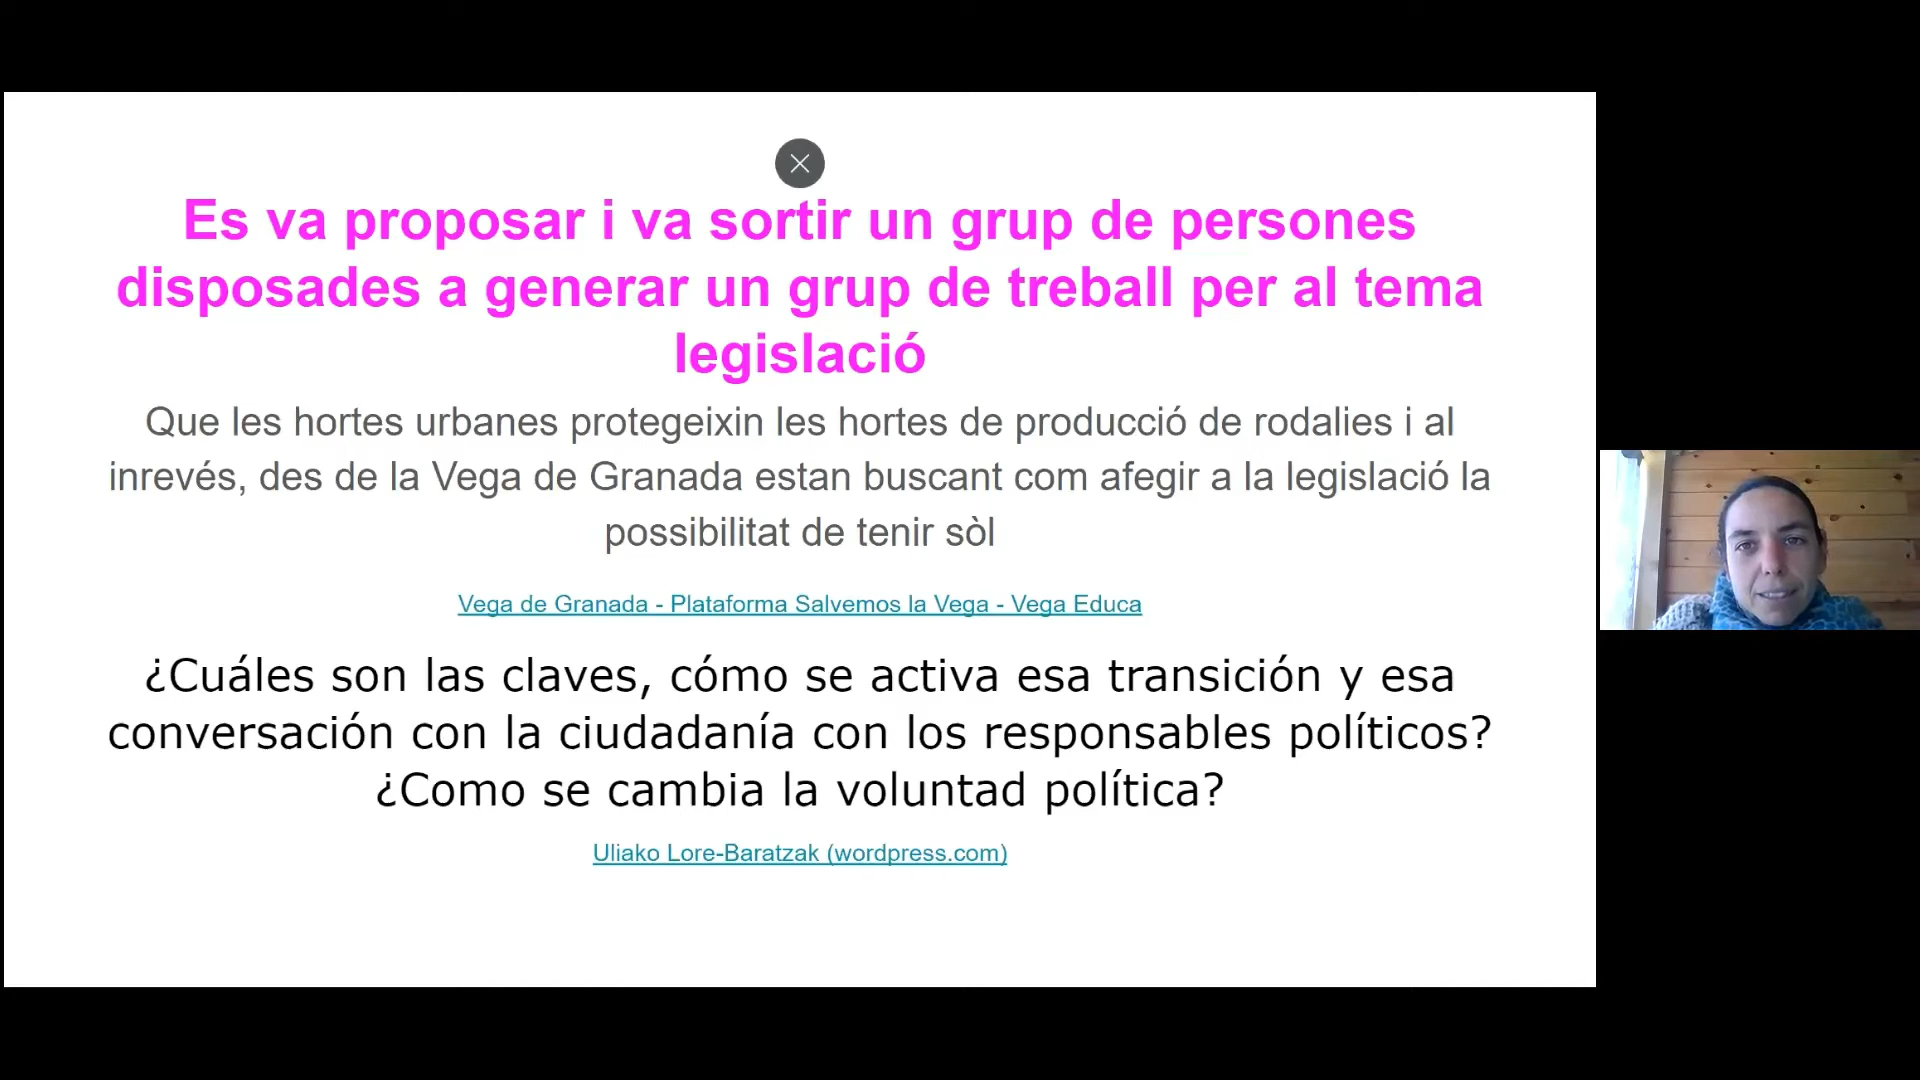 Es va proposar i va sortir un grup de persones
disposades a generar un grup de treball per al tema
legislació
Que les hortes urbanes protegeixin les hortes de producció de rodalies i al
inrevés, des de la Vega de Granada estan buscant com afegir a la legislació la
possibilitat de tenir sòl
Vega de Granada - Plataforma Salvemos la Vega - Vega Educa
¿Cuáles son las claves, cómo se activa esa transición y esa
conversación con la ciudadanía con los responsables políticos?
¿Como se cambia la voluntad política?
Uliako Lore-Baratzak (wordpress.com)